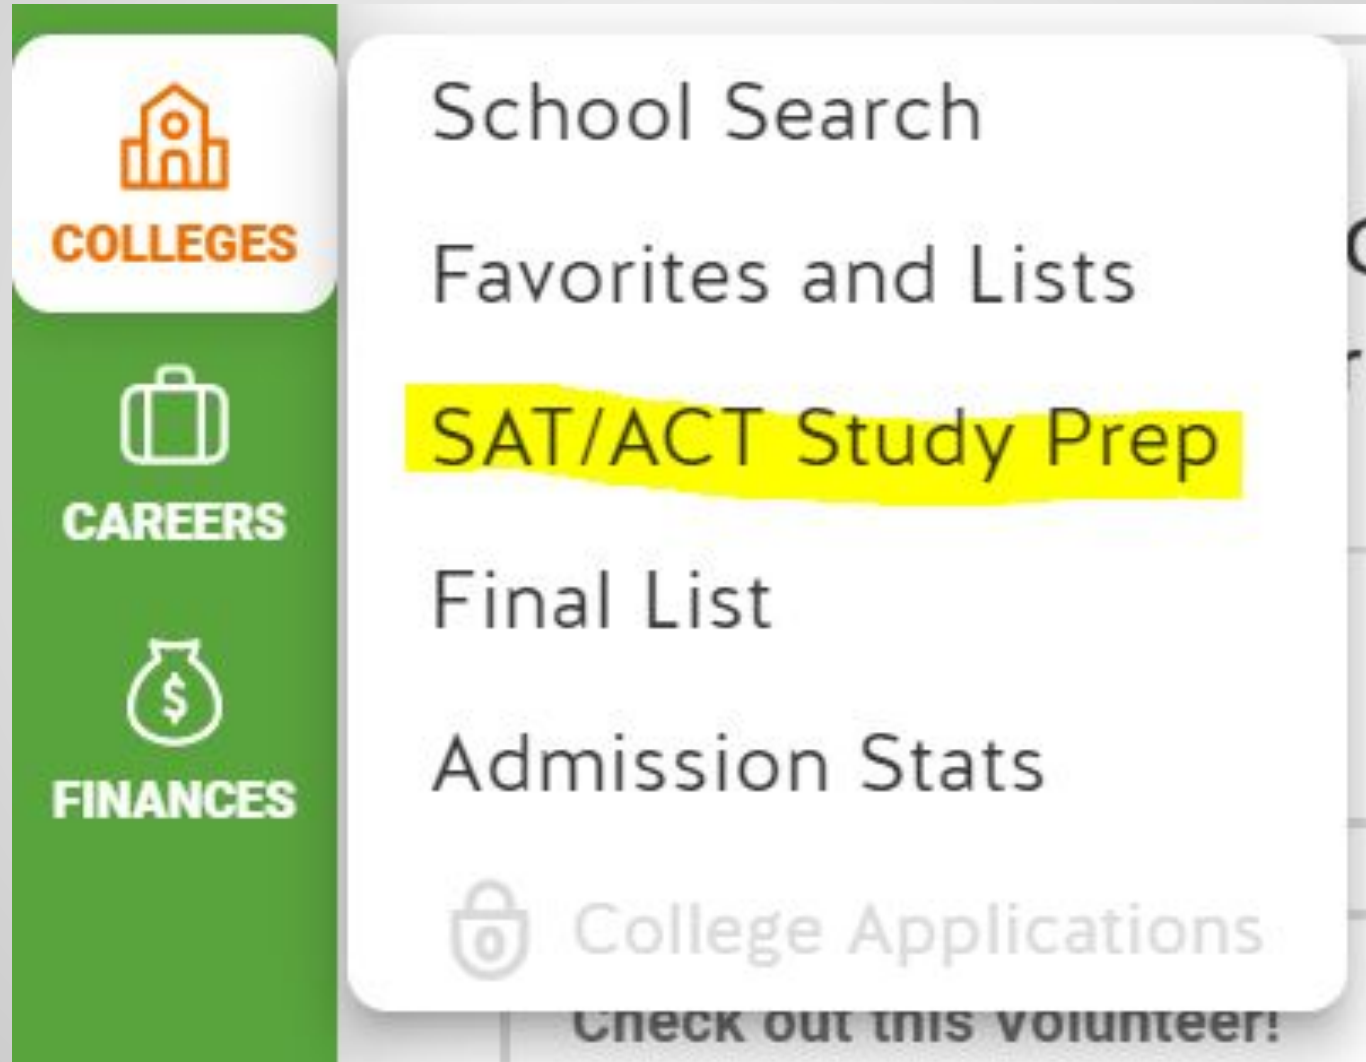 COLLEGES
CAREERS
FINANCES
School Search
Favorites and Lists
SAT/ACT Study Prep
Final List
Admission Stats
College Applications
Check out this Volunteer!